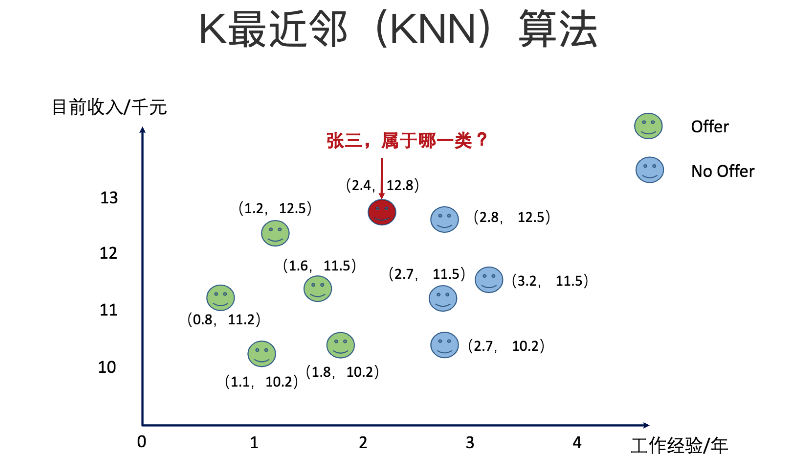 K最近邻（KNN）算法
目前收入/千元
张三，属于哪一类？
Offer
No Offer
13
12
11
10
（2.4， 12.8）
（1.2， 12.5）
（2.8， 12.5）
（1.6， 11.5）
（2.7， 11.5）
（3.2， 11.5）
（0.8， 11.2）
（2.7， 10.2）
（1.8， 10.2）
（1.1， 10.2）
0 1 2 3 4
工作经验/年